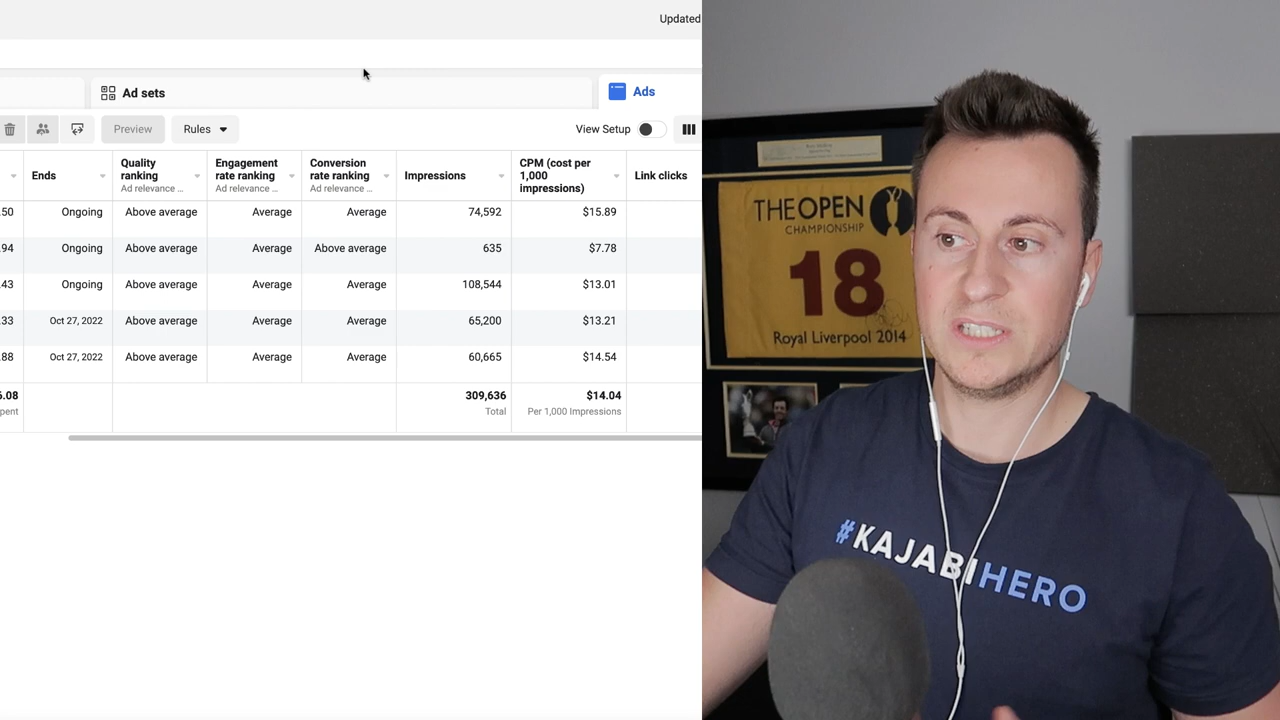 Updated
Ad sets
Ads
Preview
Rules
View Setup
Ends
Quality ranking
Ad relevance ...
Engagement rate ranking
Ad relevance ...
Conversion rate ranking
Ad relevance ...
Impressions
CPM (cost per 1,000 impressions)
Link clicks
.50 Ongoing Above average Average Average 74,592 $15.89
.94 Ongoing Above average Average Above average 635 $7.78
.43 Ongoing Above average Average Average 108,544 $13.01
.33 Oct 27, 2022 Above average Average Average 65,200 $13.21
.88 Oct 27, 2022 Above average Average Average 60,665 $14.54
6.08 309,636 $14.04
pent Total Per 1,000 Impressions
THE OPEN
CHAMPIONSHIP
18
Royal Liverpool 2014
#KAJABIHERO